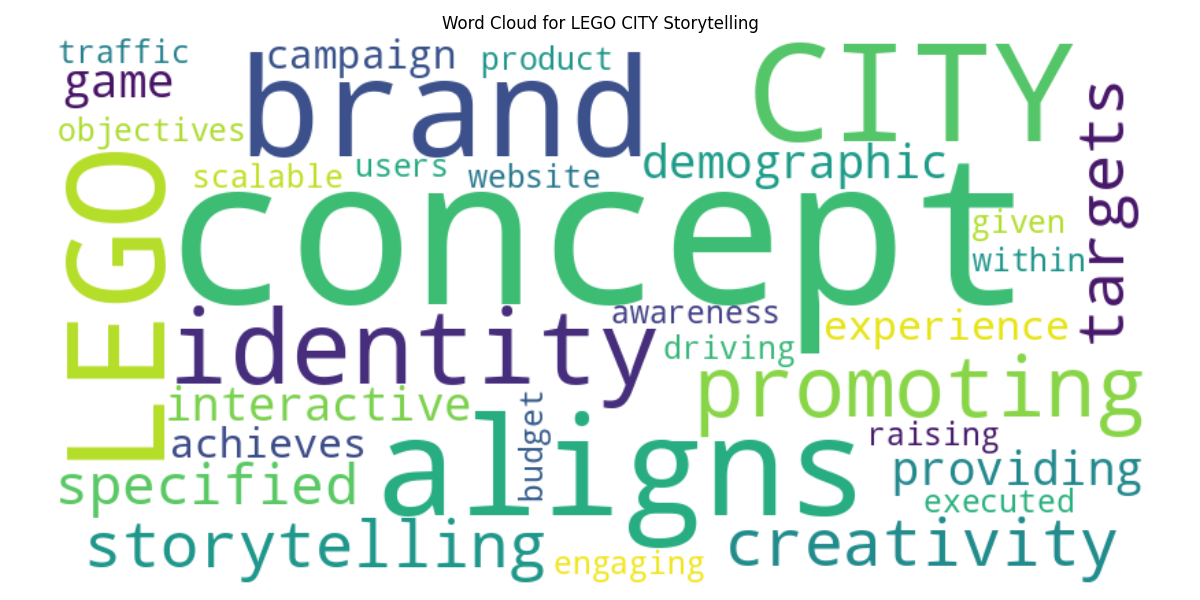 Word Cloud for LEGO CITY Storytelling
traffic
campaign
product
CITY
game
brand
targets
objectives
LEGO
scalable
users
website
demographic
concept
given
within
identity
awareness
experience
driving
promoting
interactive
budget
achieves
aligns
raising
specified
providing
executed
storytelling
engaging
creativity